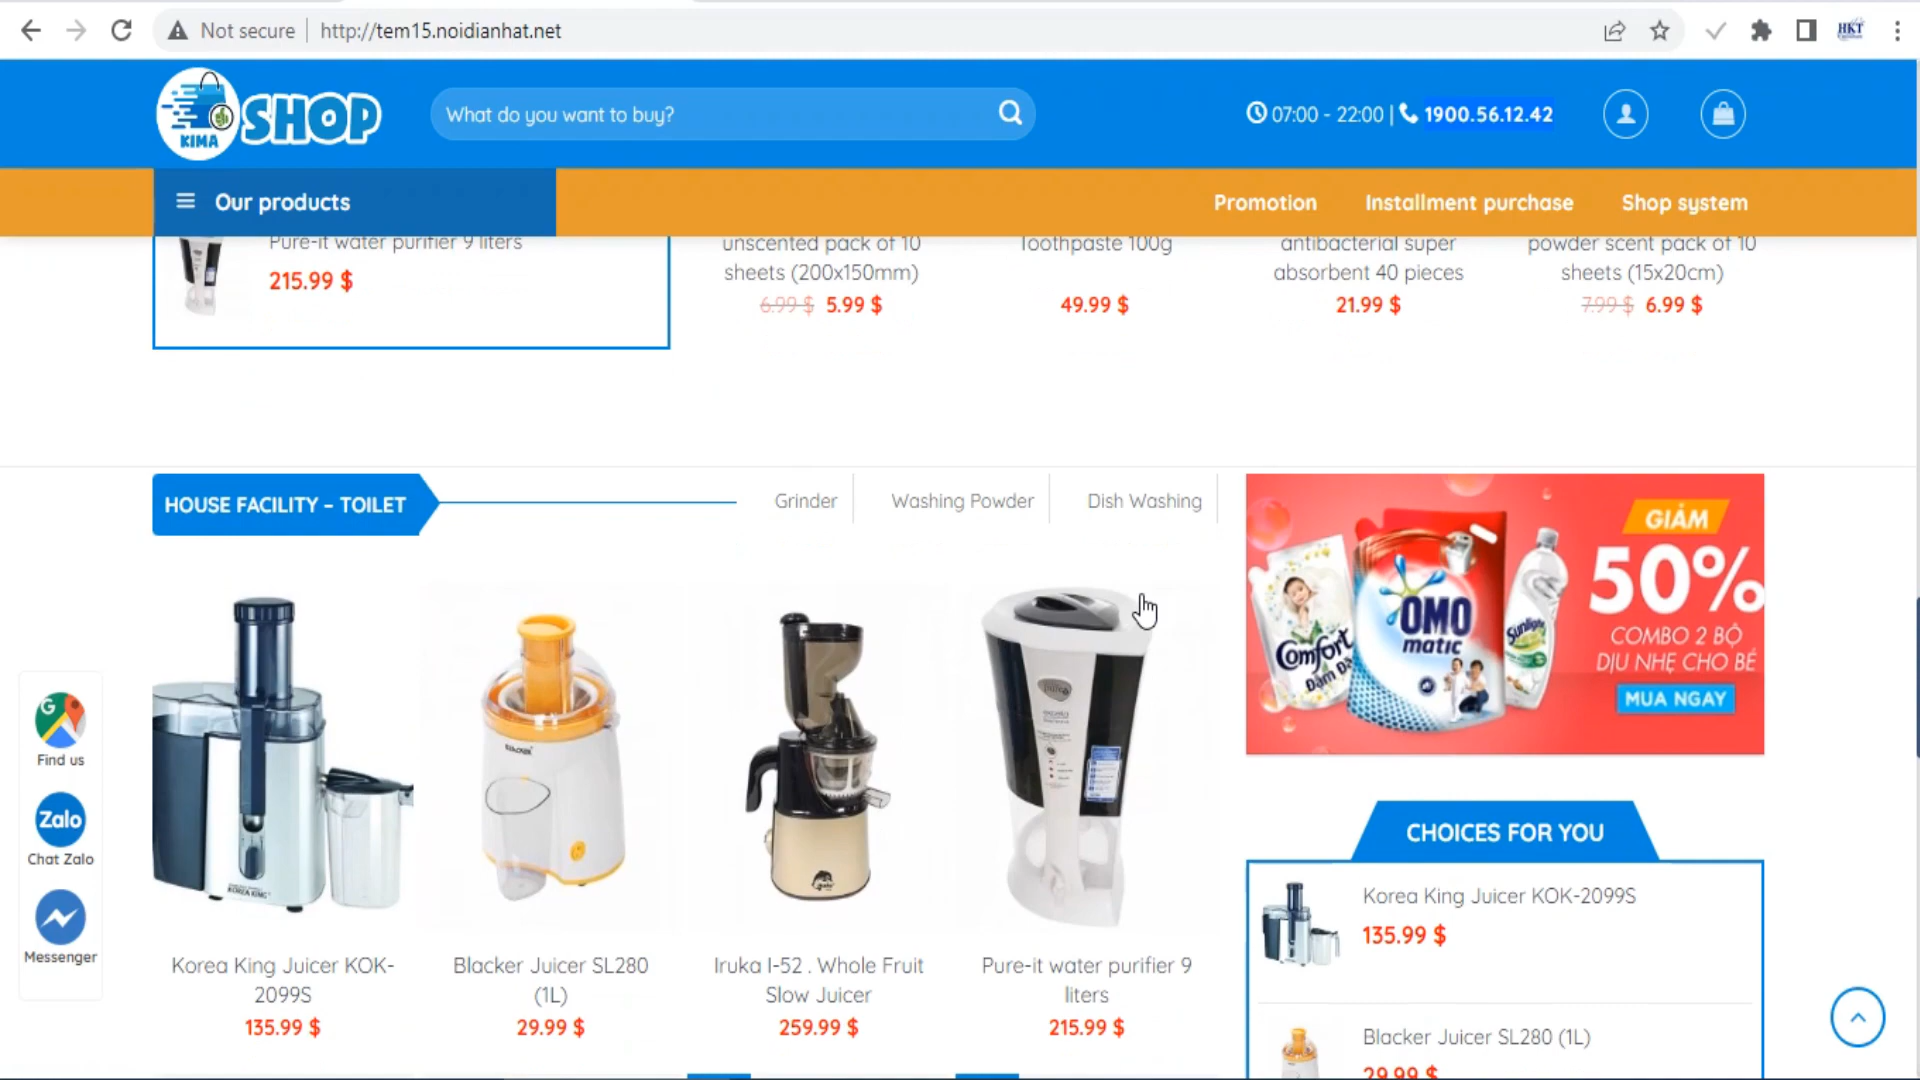 Not secure
http://tem15.noidianhat.net
HKT
KIMA
SHOP
What do you want to buy?
07:00 - 22:00 |
1900.56.12.42
Our products
Promotion
Installment purchase
Shop system
Pure-it water purifier 9 liters
215.99 $
unscented pack of 10
sheets (200x150mm)
6.99 $ 5.99 $
Toothpaste 100g
49.99 $
antibacterial super
absorbent 40 pieces
21.99 $
powder scent pack of 10
sheets (15x20cm)
7.99 $ 6.99 $
HOUSE FACILITY – TOILET
Grinder
Washing Powder
Dish Washing
GIẢM
50%
COMBO 2 BỘ
DỊU NHẸ CHO BÉ
MUA NGAY
Comfort
Đậm Đặc
OMO
matic
Sunlight
G
Find us
Zalo
Chat Zalo
Messenger
KOREA KING
Korea King Juicer KOK-
2099S
135.99 $
Blacker Juicer SL280
(1L)
29.99 $
Iruka I-52 . Whole Fruit
Slow Juicer
259.99 $
Pure-it water purifier 9
liters
215.99 $
CHOICES FOR YOU
Korea King Juicer KOK-2099S
135.99 $
Blacker Juicer SL280 (1L)
29.99 $